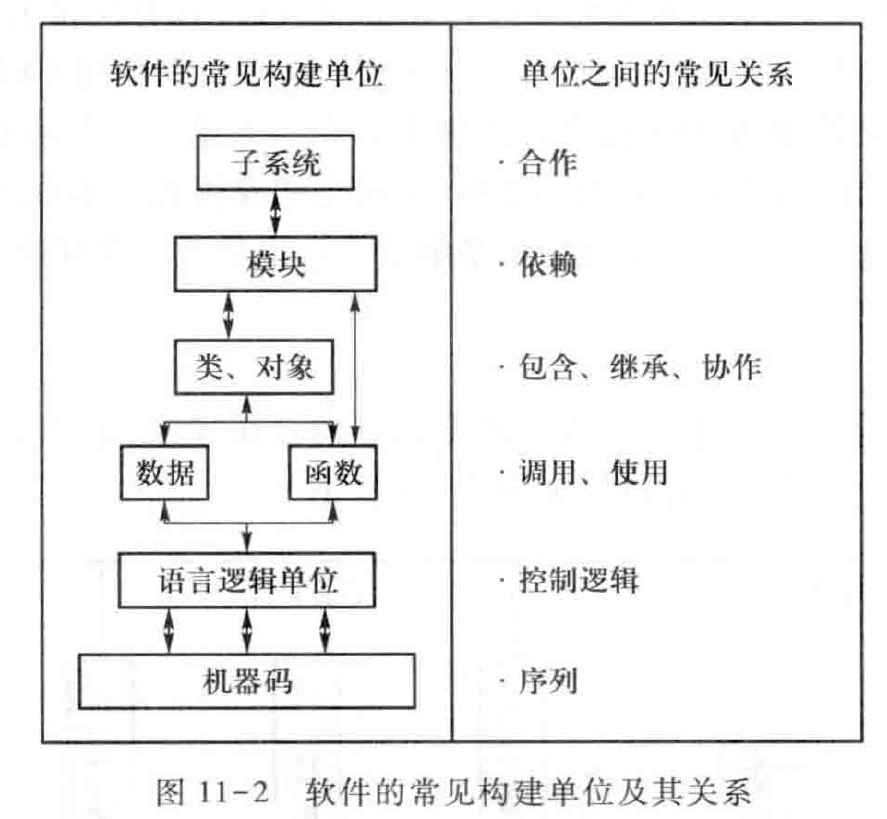 软件的常见构建单位 单位之间的常见关系
子系统 ·合作
模块 ·依赖
类、对象 ·包含、继承、协作
数据 函数 ·调用、使用
语言逻辑单位 ·控制逻辑
机器码 ·序列
图 11-2 软件的常见构建单位及其关系